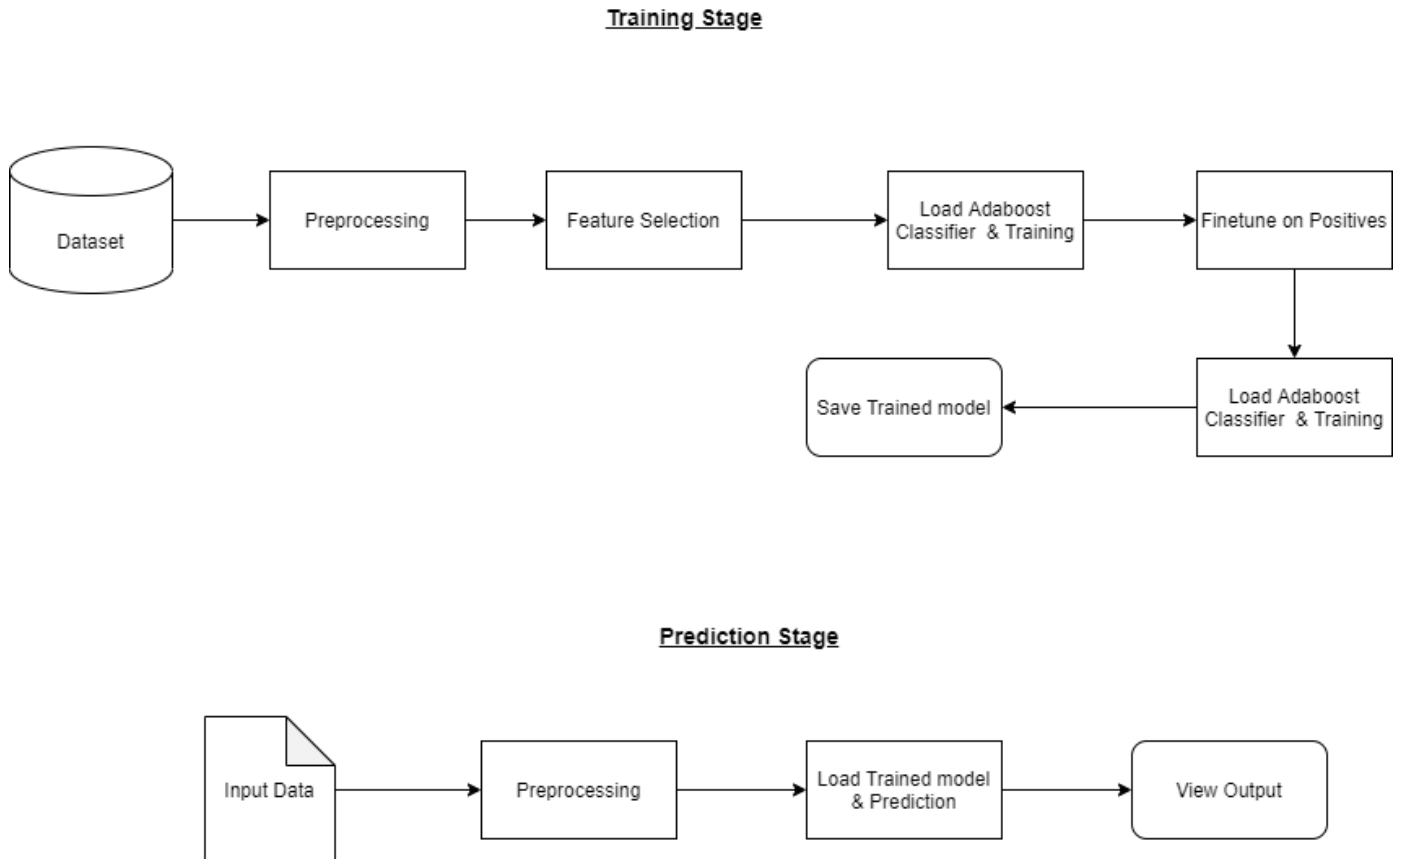 Training Stage
Dataset
Preprocessing
Feature Selection
Load Adaboost
Classifier  & Training
Finetune on Positives
Save Trained model
Load Adaboost
Classifier  & Training
Prediction Stage
Input Data
Preprocessing
Load Trained model
& Prediction
View Output